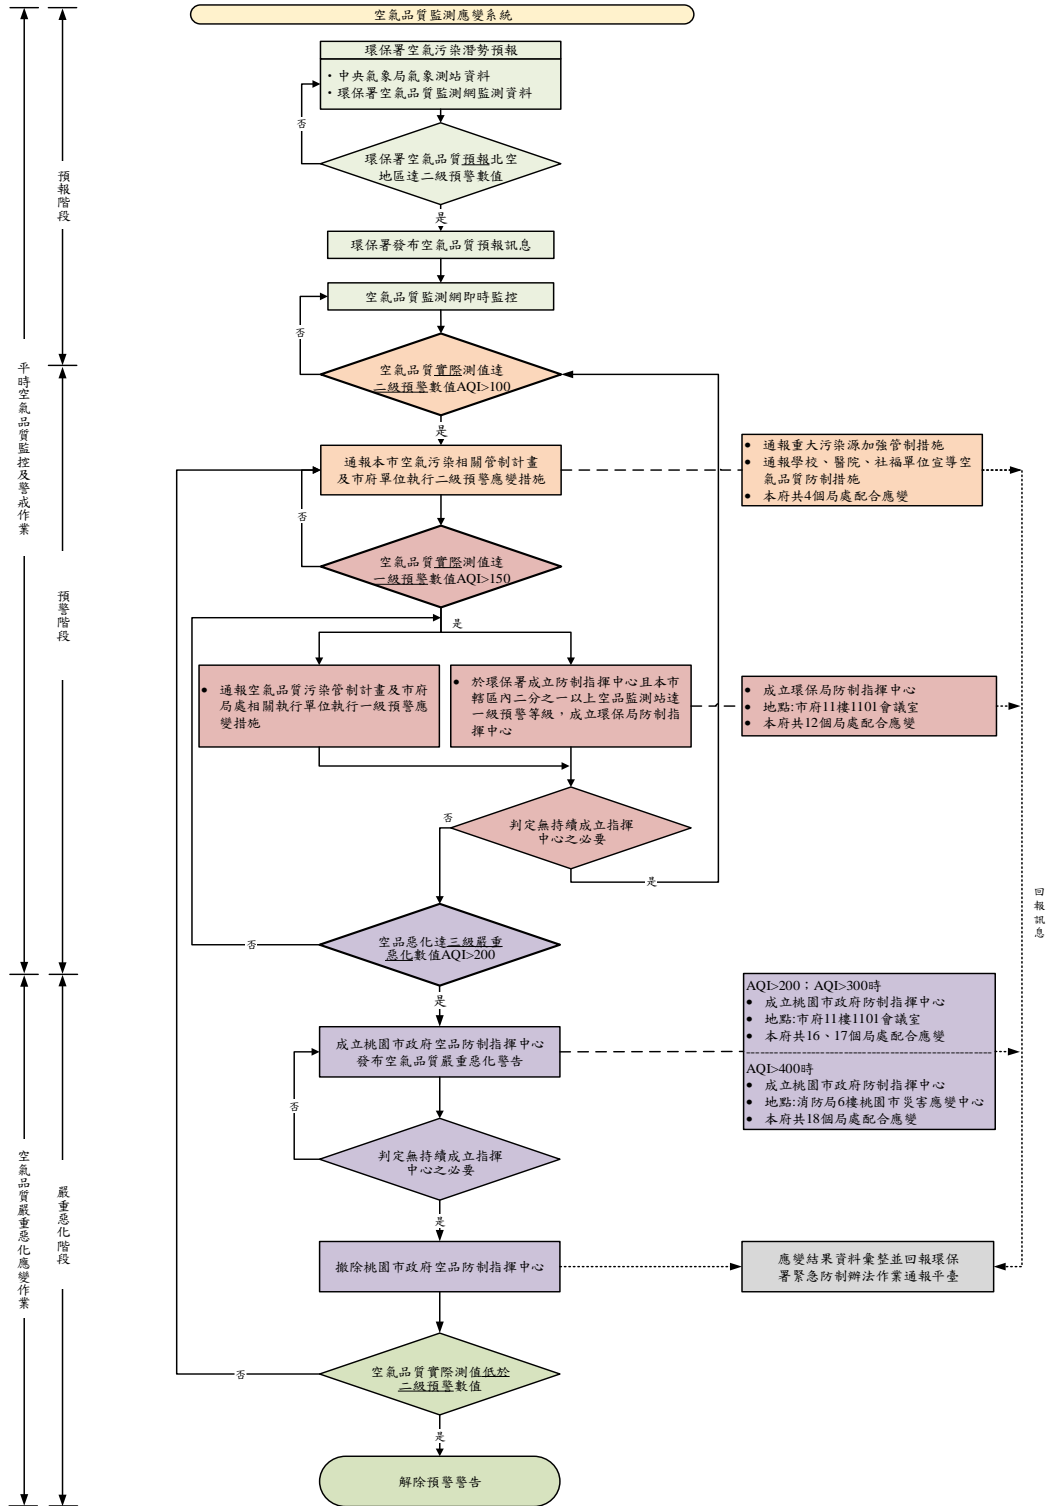 空氣品質監測應變系統
環保署空氣污染潛勢預報
・中央氣象局氣象測站資料
・環保署空氣品質監測網監測資料
否
環保署空氣品質預報北空
地區達二級預警數值
是
環保署發布空氣品質預報訊息
空氣品質監測網即時監控
否
空氣品質實際測值達
二級預警數值AQI>100
是
通報本市空氣污染相關管制計畫
及市府單位執行二級預警應變措施
• 通報重大污染源加強管制措施
• 通報學校、醫院、社福單位宣導空
氣品質防制措施
• 本府共4個局處配合應變
否
空氣品質實際測值達
一級預警數值AQI>150
是
• 通報空氣品質污染管制計畫及市府
局處相關執行單位執行一級預警應
變措施
• 於環保署成立防制指揮中心且本市
轄區內二分之一以上空品監測站達
一級預警等級，成立環保局防制指
揮中心
• 成立環保局防制指揮中心
• 地點:市府11樓1101會議室
• 本府共12個局處配合應變
否
判定無持續成立指揮
中心之必要
是
回報訊息
否
空品惡化達三級嚴重
惡化數值AQI>200
是
成立桃園市政府空品防制指揮中心
發布空氣品質嚴重惡化警告
AQI>200；AQI>300時
• 成立桃園市政府防制指揮中心
• 地點:市府11樓1101會議室
• 本府共16、17個局處配合應變
AQI>400時
• 成立桃園市政府防制指揮中心
• 地點:消防局6樓桃園市災害應變中心
• 本府共18個局處配合應變
否
判定無持續成立指揮
中心之必要
是
撤除桃園市政府空品防制指揮中心
應變結果資料彙整並回報環保
署緊急防制辦法作業通報平臺
否
空氣品質實際測值低於
二級預警數值
是
解除預警警告
平時空氣品質監控及警戒作業
空氣品質嚴重惡化應變作業
預報階段
預警階段
嚴重惡化階段